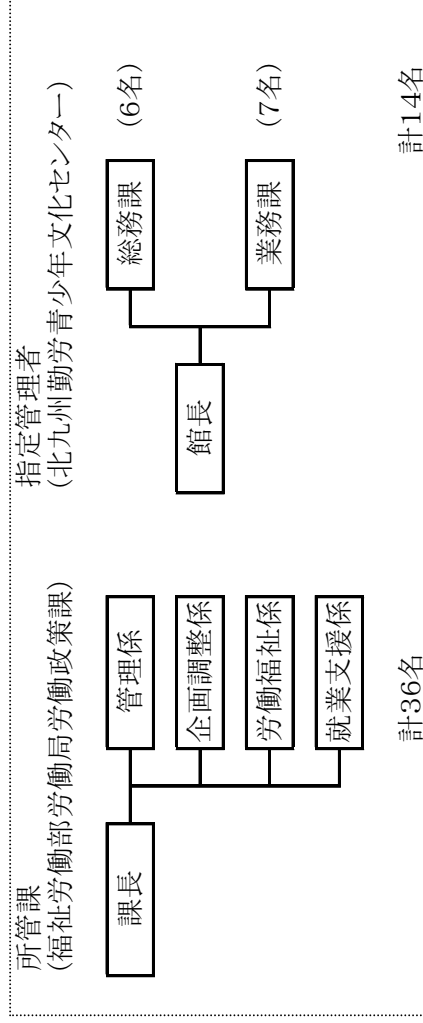 所管課
(福祉労働部労働局労働政策課)
課長
管理係
企画調整係
労働福祉係
就業支援係
計36名
指定管理者
(北九州勤労青少年文化センター)
館長
総務課
(6名)
業務課
(7名)
計14名